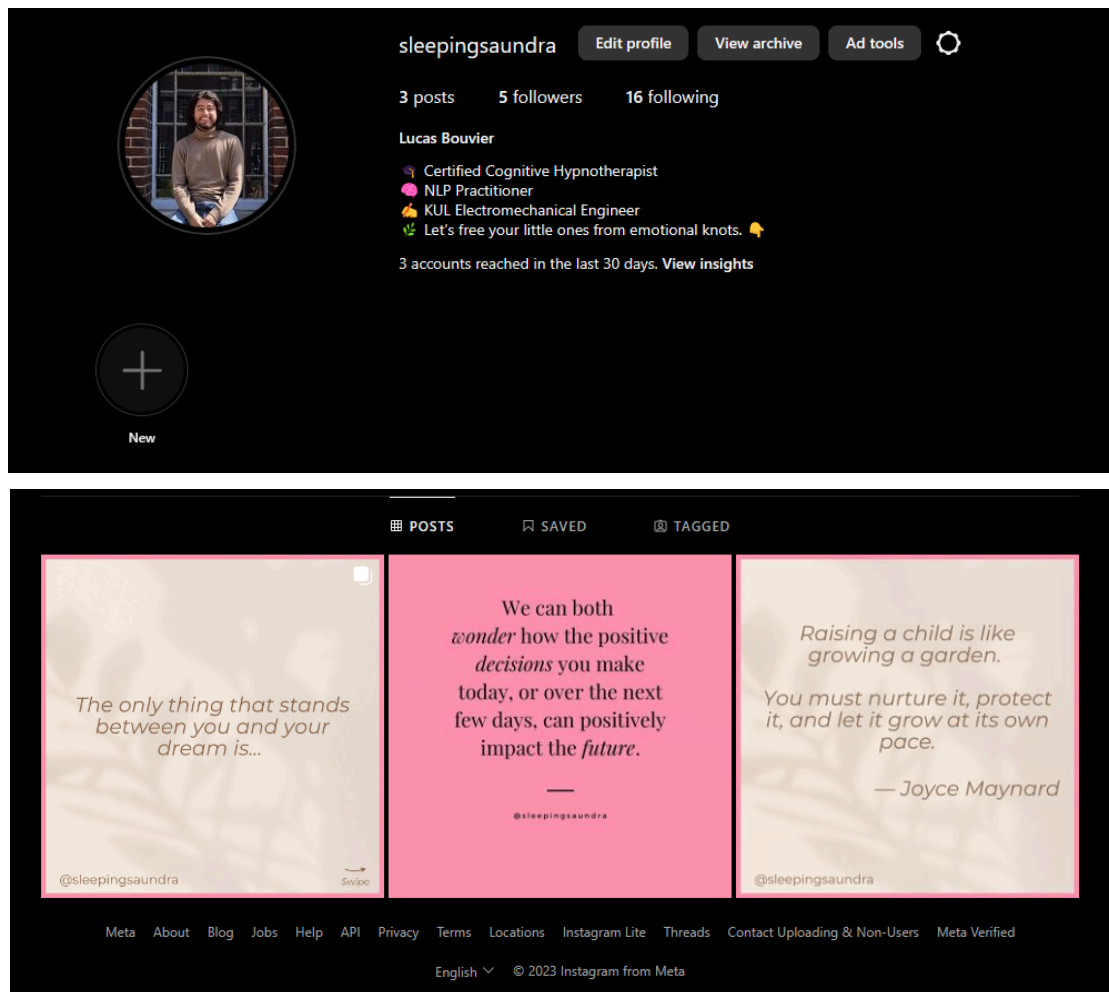 sleepingsaundra
Edit profile
View archive
Ad tools
3 posts
5 followers
16 following
Lucas Bouvier
🎓 Certified Cognitive Hypnotherapist
🧠 NLP Practitioner
✍️ KUL Electromechanical Engineer
🌿 Let's free your little ones from emotional knots. 👇
3 accounts reached in the last 30 days. View insights
New
POSTS
SAVED
TAGGED
The only thing that stands
between you and your
dream is...
@sleepingsaundra
Swipe
We can both
wonder how the positive
decisions you make
today, or over the next
few days, can positively
impact the future.
@sleepingsaundra
Raising a child is like
growing a garden.
You must nurture it, protect
it, and let it grow at its own
pace.
— Joyce Maynard
@sleepingsaundra
Meta About Blog Jobs Help API Privacy Terms Locations Instagram Lite Threads Contact Uploading & Non-Users Meta Verified
English © 2023 Instagram from Meta